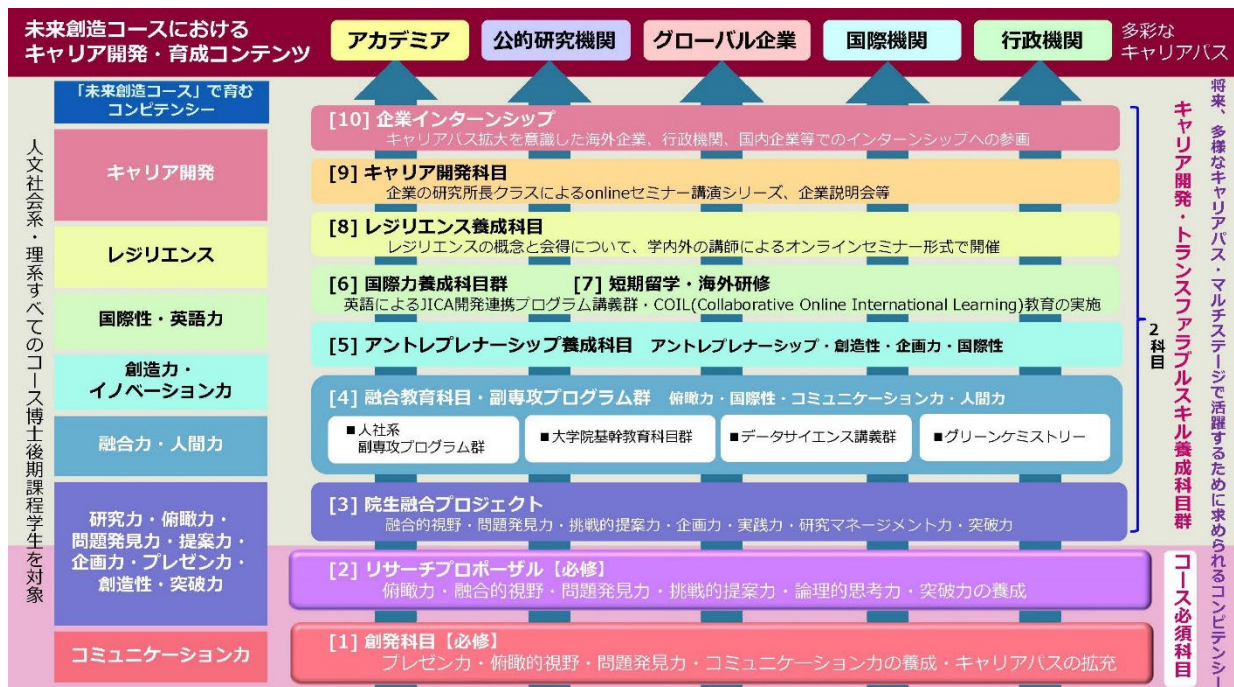 未来創造コースにおける
キャリア開発・育成コンテンツ
アカデミア
公的研究機関
グローバル企業
国際機関
行政機関
多彩な
キャリアパス
「未来創造コース」で育む
コンピテンシー
人文社会系・理系すべてのコース博士後期課程学生を対象
キャリア開発
レジリエンス
国際性・英語力
創造力・
イノベーション力
融合力・人間力
研究力・俯瞰力・
問題発見力・提案力・
企画力・プレゼン力・
創造性・突破力
コミュニケーション力
[10] 企業インターンシップ
キャリアパス拡大を意識した海外企業、行政機関、国内企業等でのインターンシップへの参画
[9] キャリア開発科目
企業の研究所長クラスによるonlineセミナー講演シリーズ、企業説明会等
[8] レジリエンス養成科目
レジリエンスの概念と会得について、学内外の講師によるオンラインセミナー形式で開催
[6] 国際力養成科目群 [7] 短期留学・海外研修
英語によるJICA開発連携プログラム講義群・COIL(Collaborative Online International Learning)教育の実施
[5] アントレプレナーシップ養成科目 アントレプレナーシップ・創造性・企画力・国際性
[4] 融合教育科目・副専攻プログラム群 俯瞰力・国際性・コミュニケーション力・人間力
■人社系
副専攻プログラム群
■大学院基幹教育科目群
■データサイエンス講義群
■グリーンケミストリー
[3] 院生融合プロジェクト
融合的視野・問題発見力・挑戦的提案力・企画力・実践力・研究マネージメント力・突破力
[2] リサーチプロポーザル【必修】
俯瞰力・融合的視野・問題発見力・挑戦的提案力・論理的思考力・突破力の養成
[1] 創発科目【必修】
プレゼン力・俯瞰的視野・問題発見力・コミュニケーション力の養成・キャリアパスの拡充
2科目
キャリア開発・トランスファラブルスキル養成科目群
コース必須科目
将来、多様なキャリアパス・マルチステージで活躍するために求められるコンピテンシー